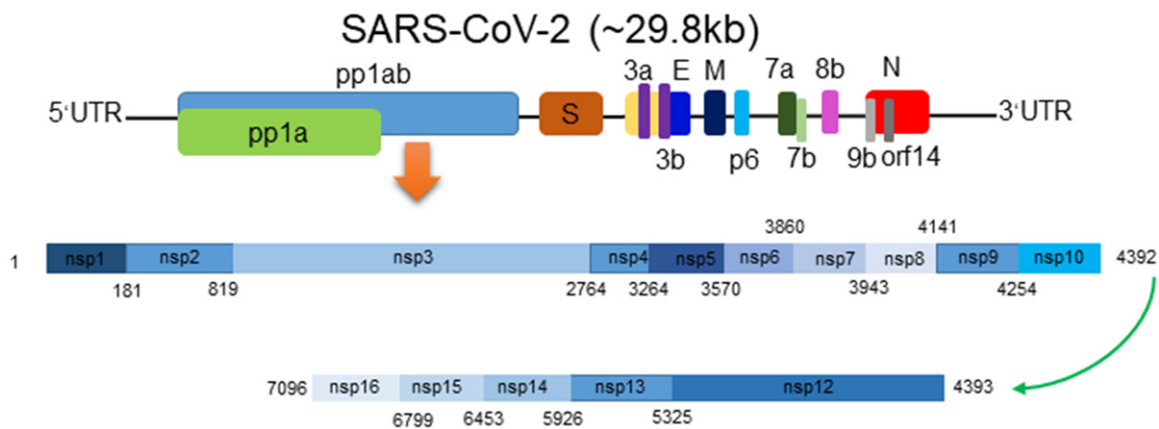 SARS-CoV-2 (~29.8kb)
pp1ab 3a E M 7a 8b N
5'UTR pp1a S 3'UTR
3b p6 7b 9b orf14
3860 4141
1 nsp1 nsp2 nsp3 nsp4 nsp5 nsp6 nsp7 nsp8 nsp9 nsp10 4392
181 819 2764 3264 3570 3943 4254
7096 nsp16 nsp15 nsp14 nsp13 nsp12 4393
6799 6453 5926 5325